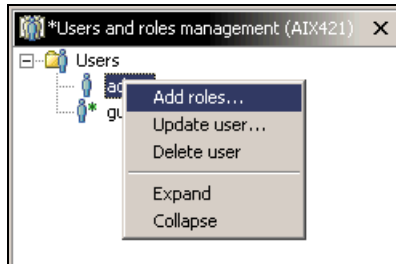 *Users and roles management (AIX421)
Users
Add roles...
Update user...
Delete user
Expand
Collapse